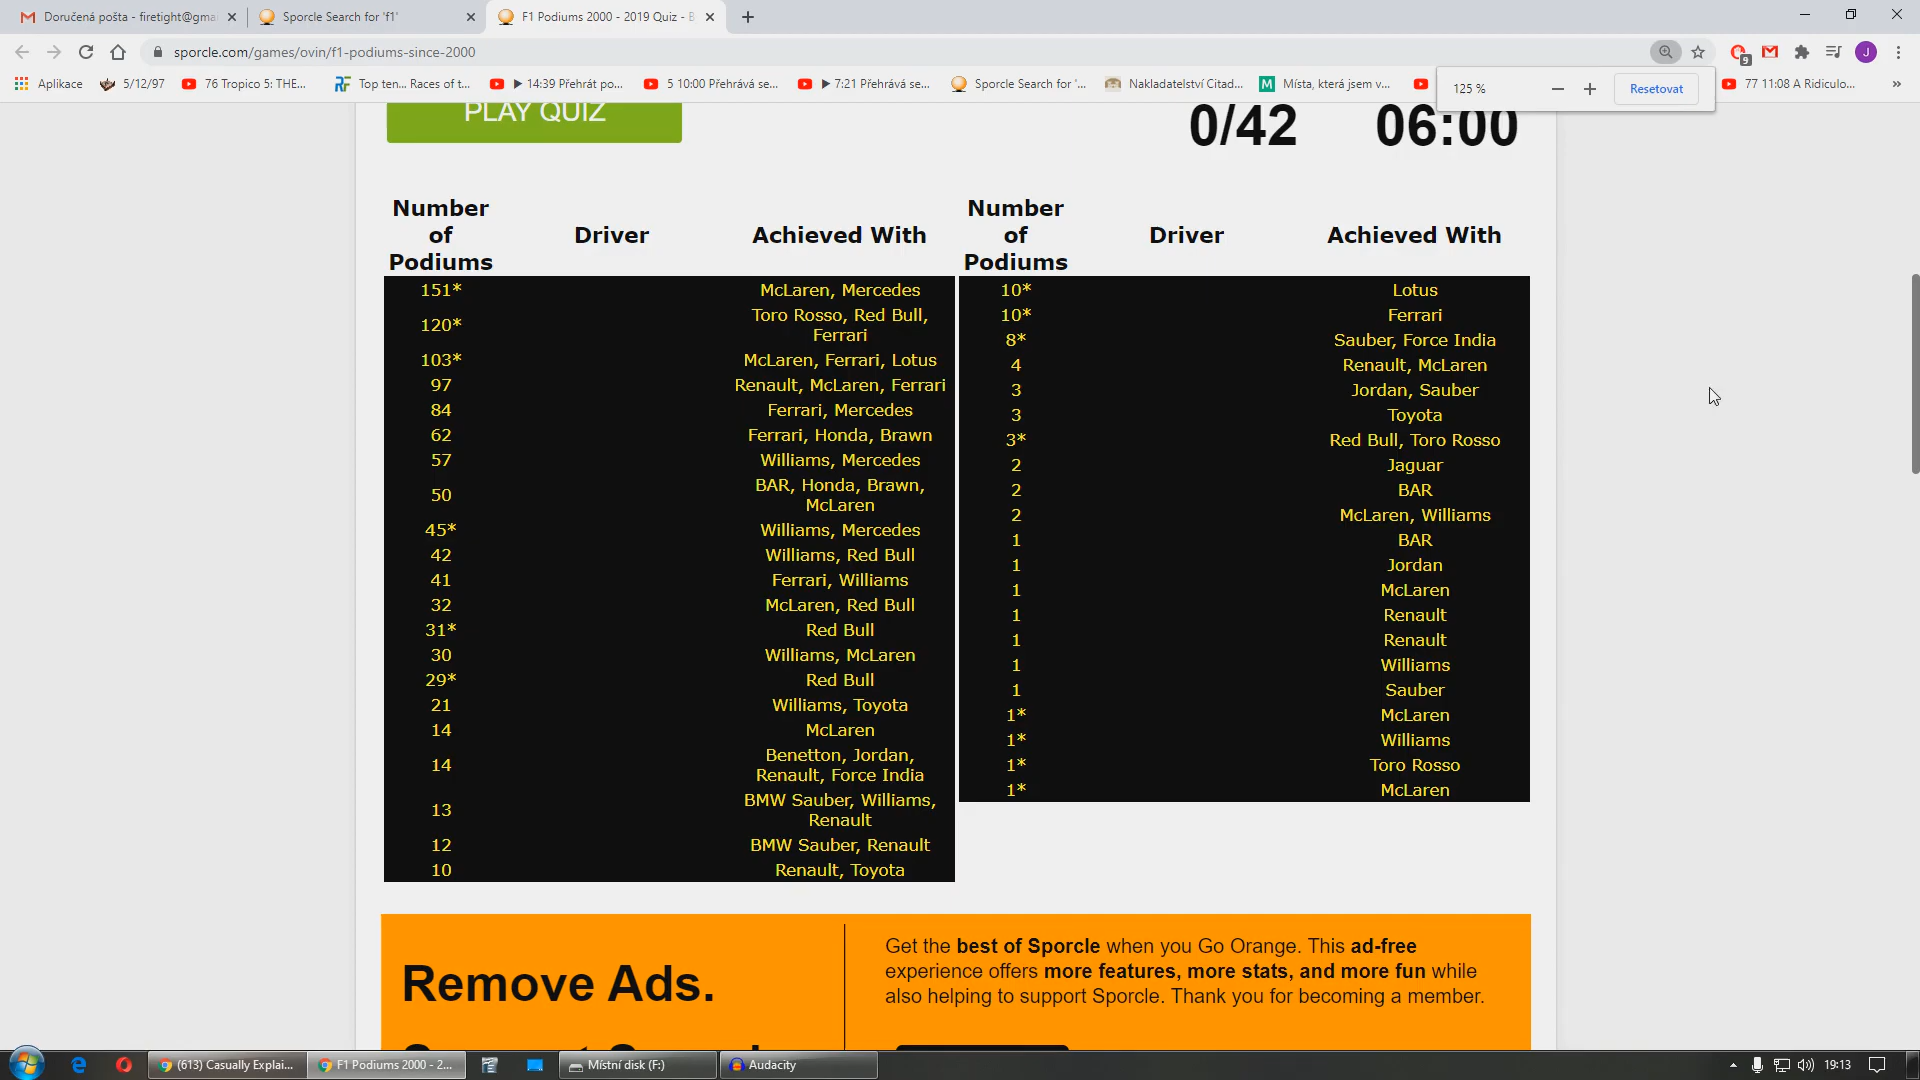 Doručená pošta - firetight@gma
Sporcle Search for 'f1'
F1 Podiums 2000 - 2019 Quiz - B
sporcle.com/games/ovin/f1-podiums-since-2000
9
J
Aplikace
5/12/97
76 Tropico 5: THE...
Top ten... Races of t...
▶ 14:39 Přehrát po...
5 10:00 Přehrává se...
▶ 7:21 Přehrává se...
Sporcle Search for '...
Nakladatelství Citad...
Místa, která jsem v...
77 11:08 A Ridiculo...
»
125 %
Resetovat
PLAY QUIZ
0/42
06:00
Number of Podiums Driver Achieved With
151* McLaren, Mercedes
120* Toro Rosso, Red Bull,
Ferrari
103* McLaren, Ferrari, Lotus
97 Renault, McLaren, Ferrari
84 Ferrari, Mercedes
62 Ferrari, Honda, Brawn
57 Williams, Mercedes
50 BAR, Honda, Brawn,
McLaren
45* Williams, Mercedes
42 Williams, Red Bull
41 Ferrari, Williams
32 McLaren, Red Bull
31* Red Bull
30 Williams, McLaren
29* Red Bull
21 Williams, Toyota
14 McLaren
14 Benetton, Jordan,
Renault, Force India
13 BMW Sauber, Williams,
Renault
12 BMW Sauber, Renault
10 Renault, Toyota
Number of Podiums Driver Achieved With
10* Lotus
10* Ferrari
8* Sauber, Force India
4 Renault, McLaren
3 Jordan, Sauber
3 Toyota
3* Red Bull, Toro Rosso
2 Jaguar
2 BAR
2 McLaren, Williams
1 BAR
1 Jordan
1 McLaren
1 Renault
1 Renault
1 Williams
1 Sauber
1* McLaren
1* Williams
1* Toro Rosso
1* McLaren
Remove Ads.
Get the best of Sporcle when you Go Orange. This ad-free
experience offers more features, more stats, and more fun while
also helping to support Sporcle. Thank you for becoming a member.
(613) Casually Explai...
F1 Podiums 2000 - 2...
Místní disk (F:)
Audacity
19:13